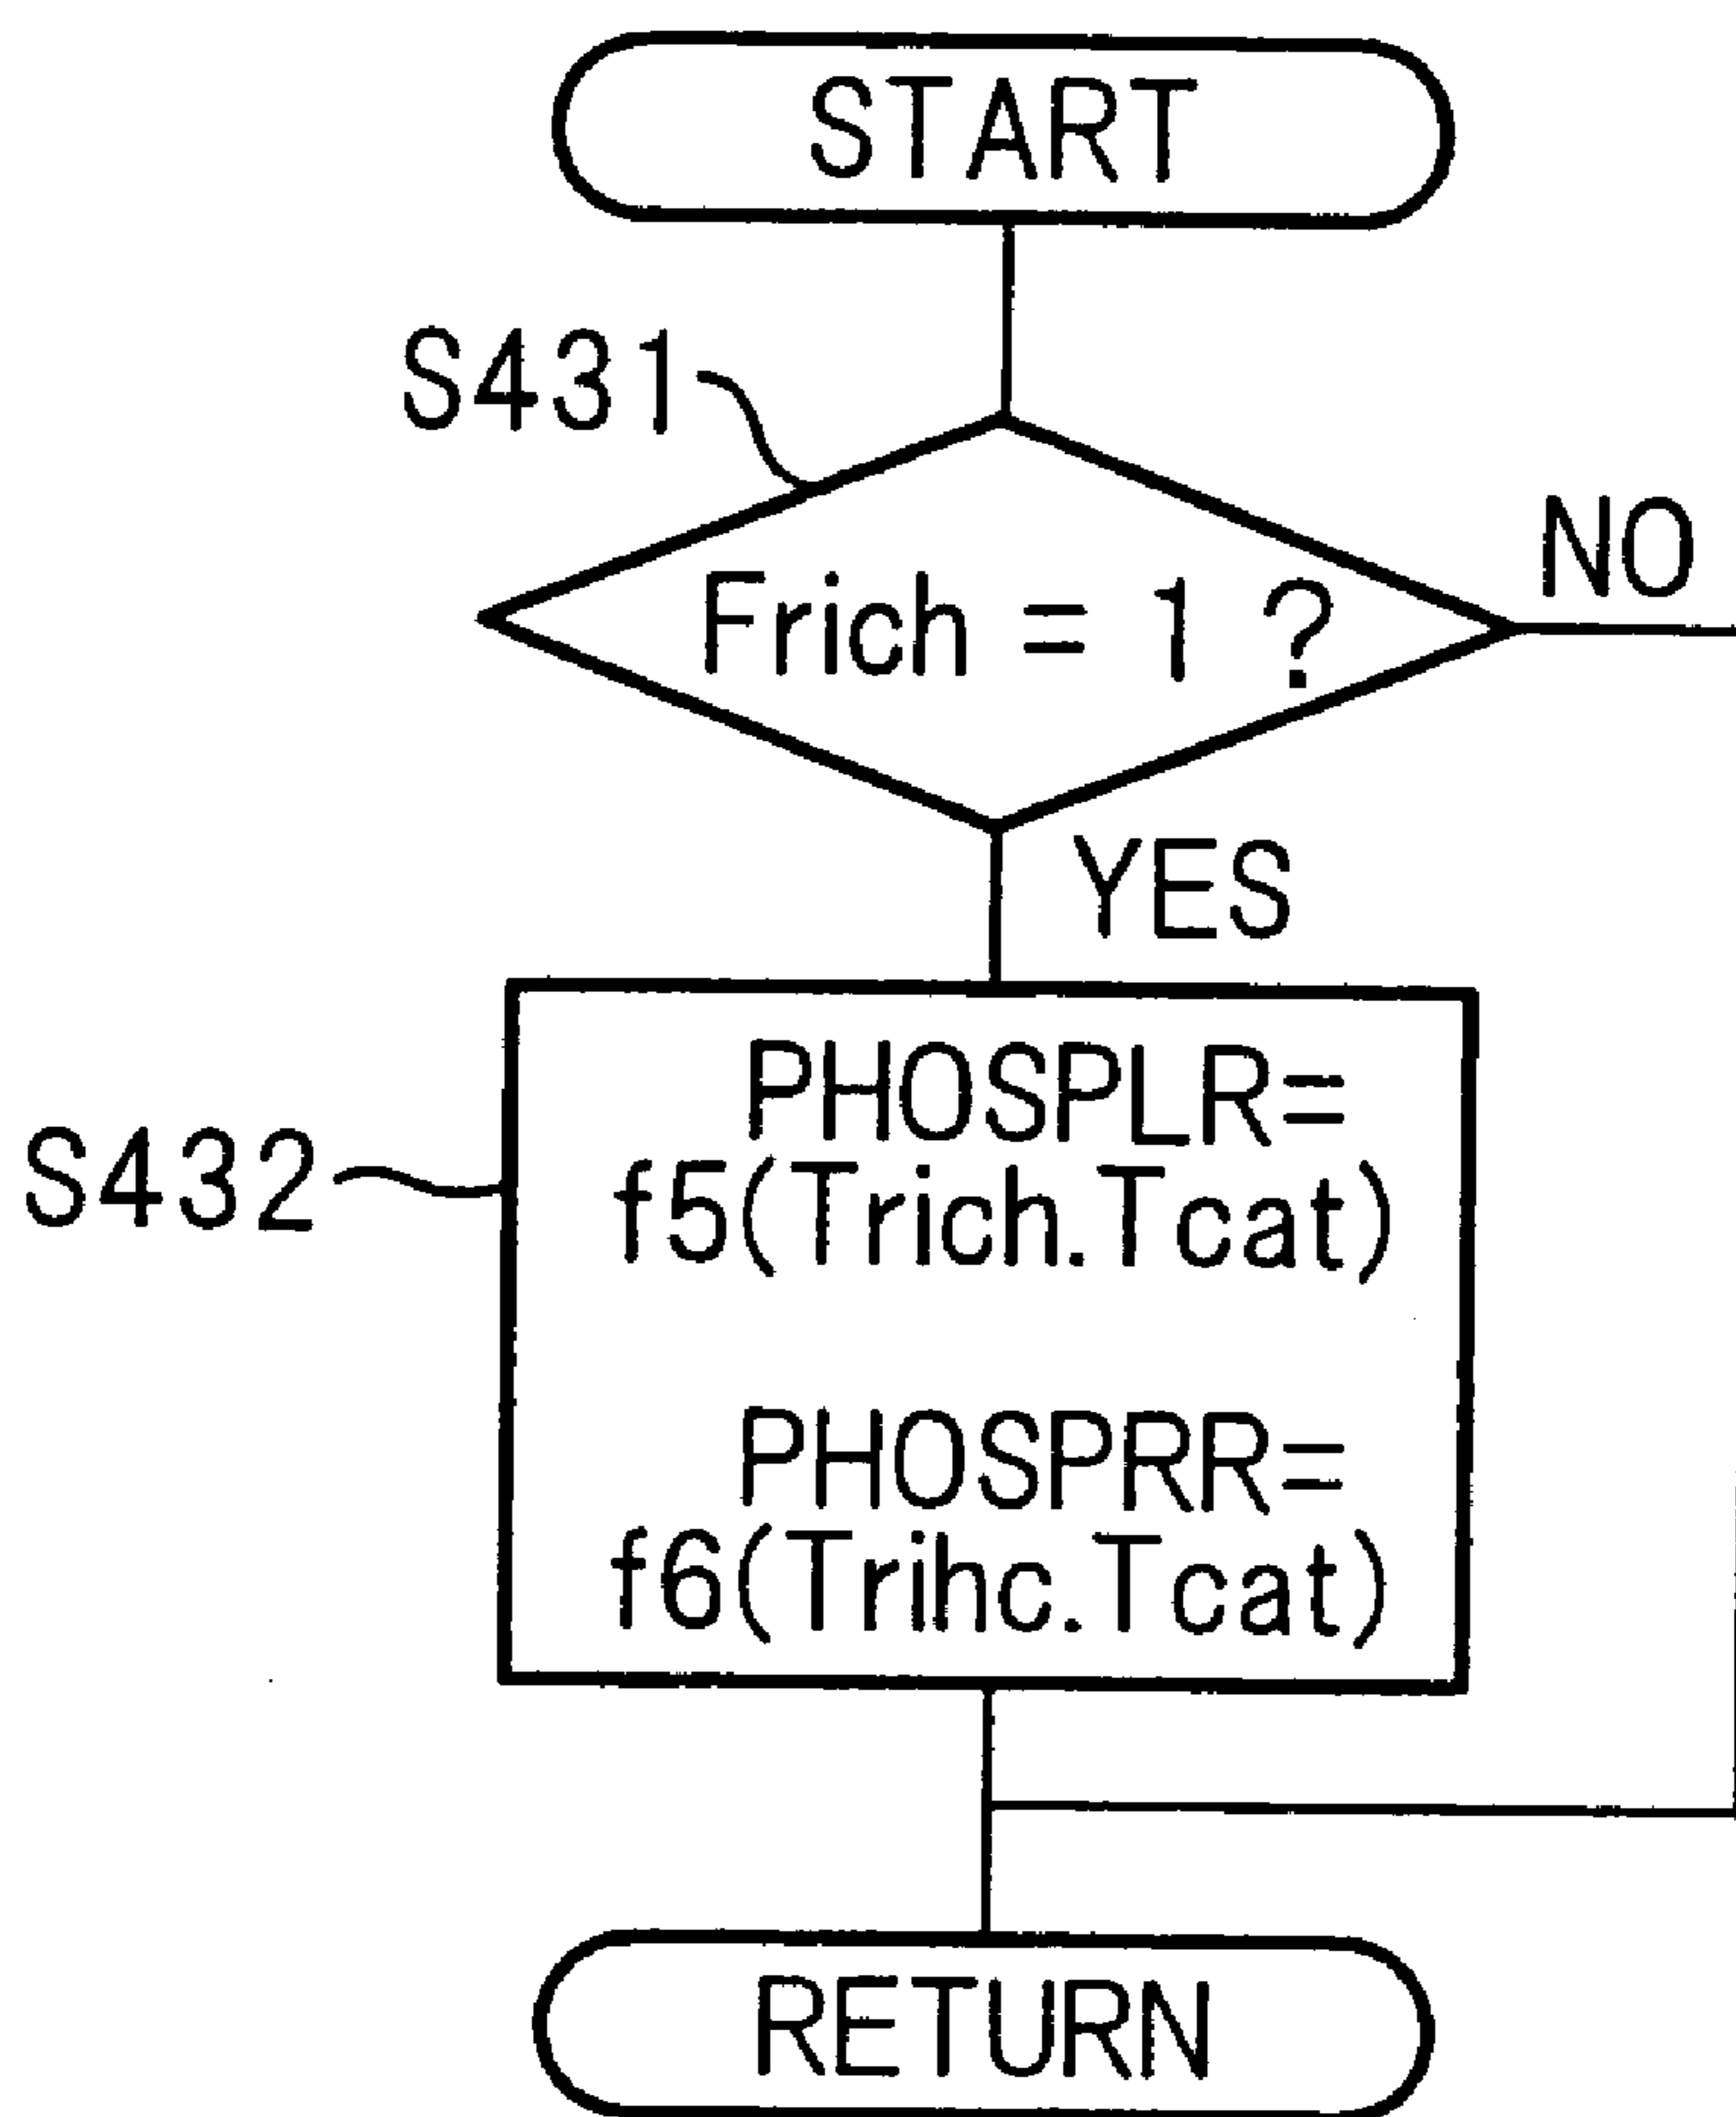 START
S431
Frich = 1 ?
NO
YES
S432
PHOSPLR=
f5(Trich.Tcat)
PHOSPRR=
f6(Trihc.Tcat)
RETURN